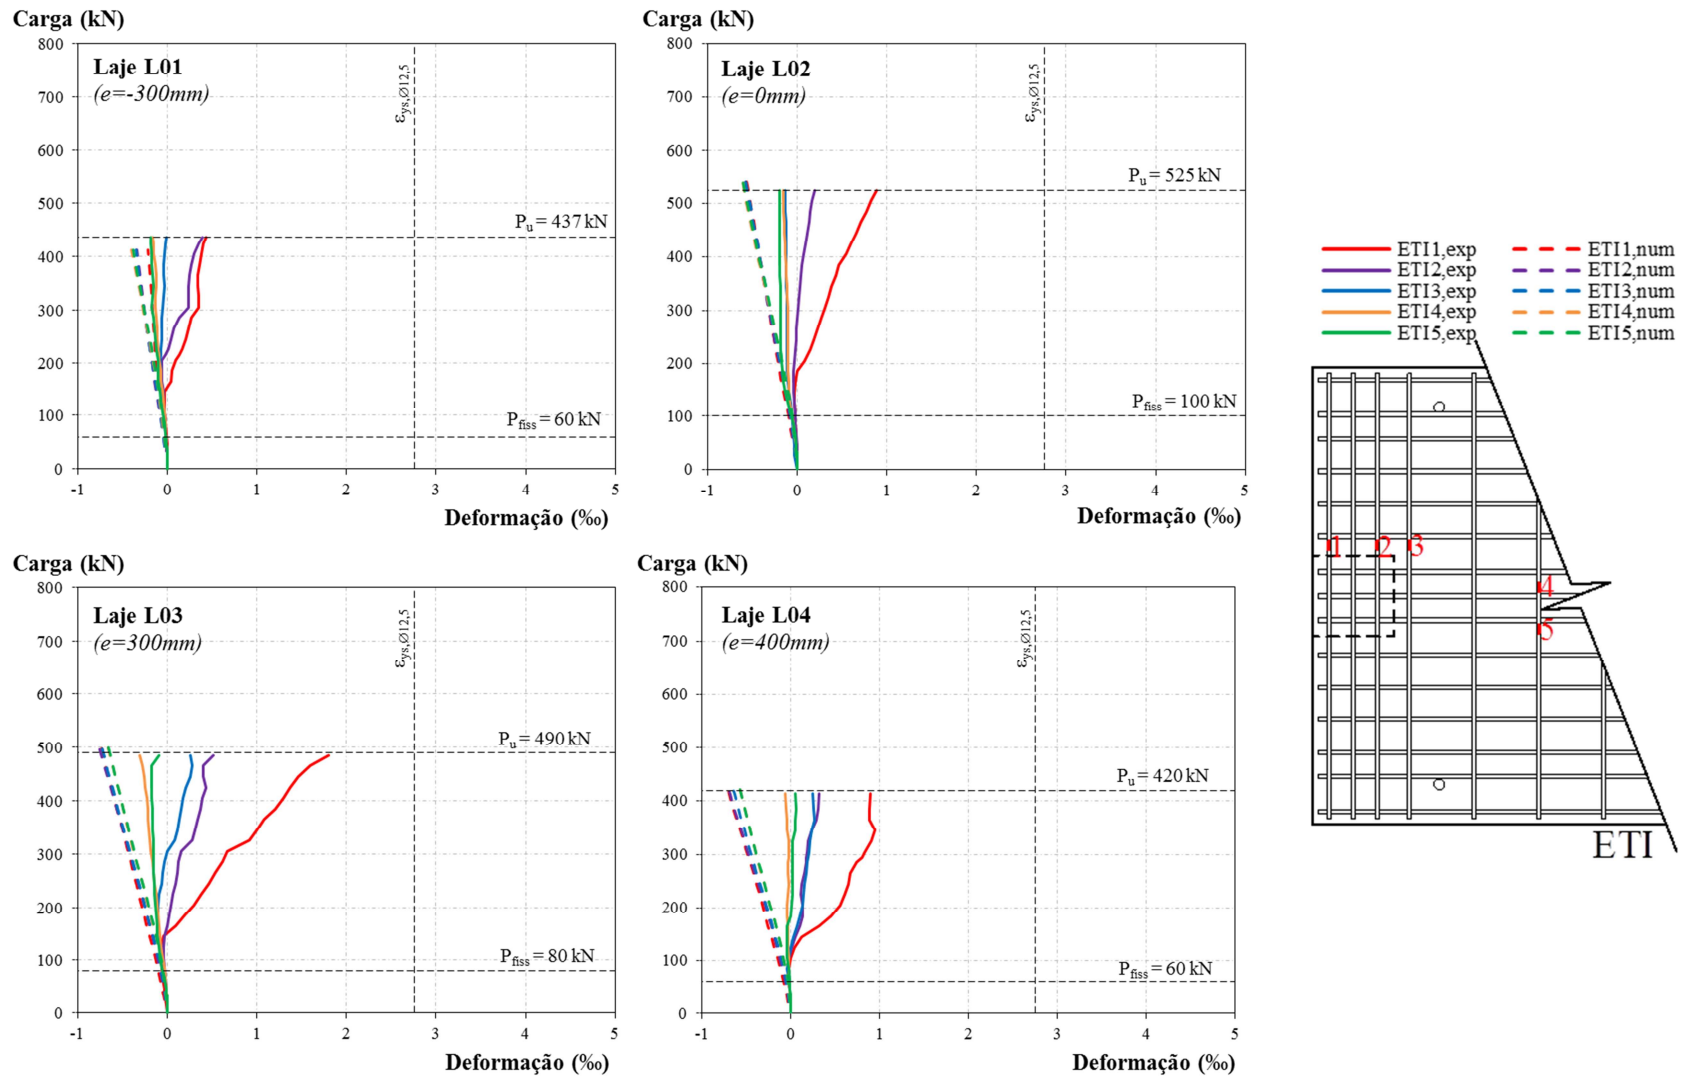 Carga (kN)
800
700
600
500
400
300
200
100
0
-1 0 1 2 3 4 5
Laje L01
(e=-300mm)
εys,Ø12,5
Pu = 437 kN
Pfiss = 60 kN
Deformação (‰)
Carga (kN)
800
700
600
500
400
300
200
100
0
-1 0 1 2 3 4 5
Laje L02
(e=0mm)
εys,Ø12,5
Pu = 525 kN
Pfiss = 100 kN
Deformação (‰)
ETI1,exp ETI1,num
ETI2,exp ETI2,num
ETI3,exp ETI3,num
ETI4,exp ETI4,num
ETI5,exp ETI5,num
1 2 3
4
5
ETI
Carga (kN)
800
700
600
500
400
300
200
100
0
-1 0 1 2 3 4 5
Laje L03
(e=300mm)
εys,Ø12,5
Pu = 490 kN
Pfiss = 80 kN
Deformação (‰)
Carga (kN)
800
700
600
500
400
300
200
100
0
-1 0 1 2 3 4 5
Laje L04
(e=400mm)
εys,Ø12,5
Pu = 420 kN
Pfiss = 60 kN
Deformação (‰)